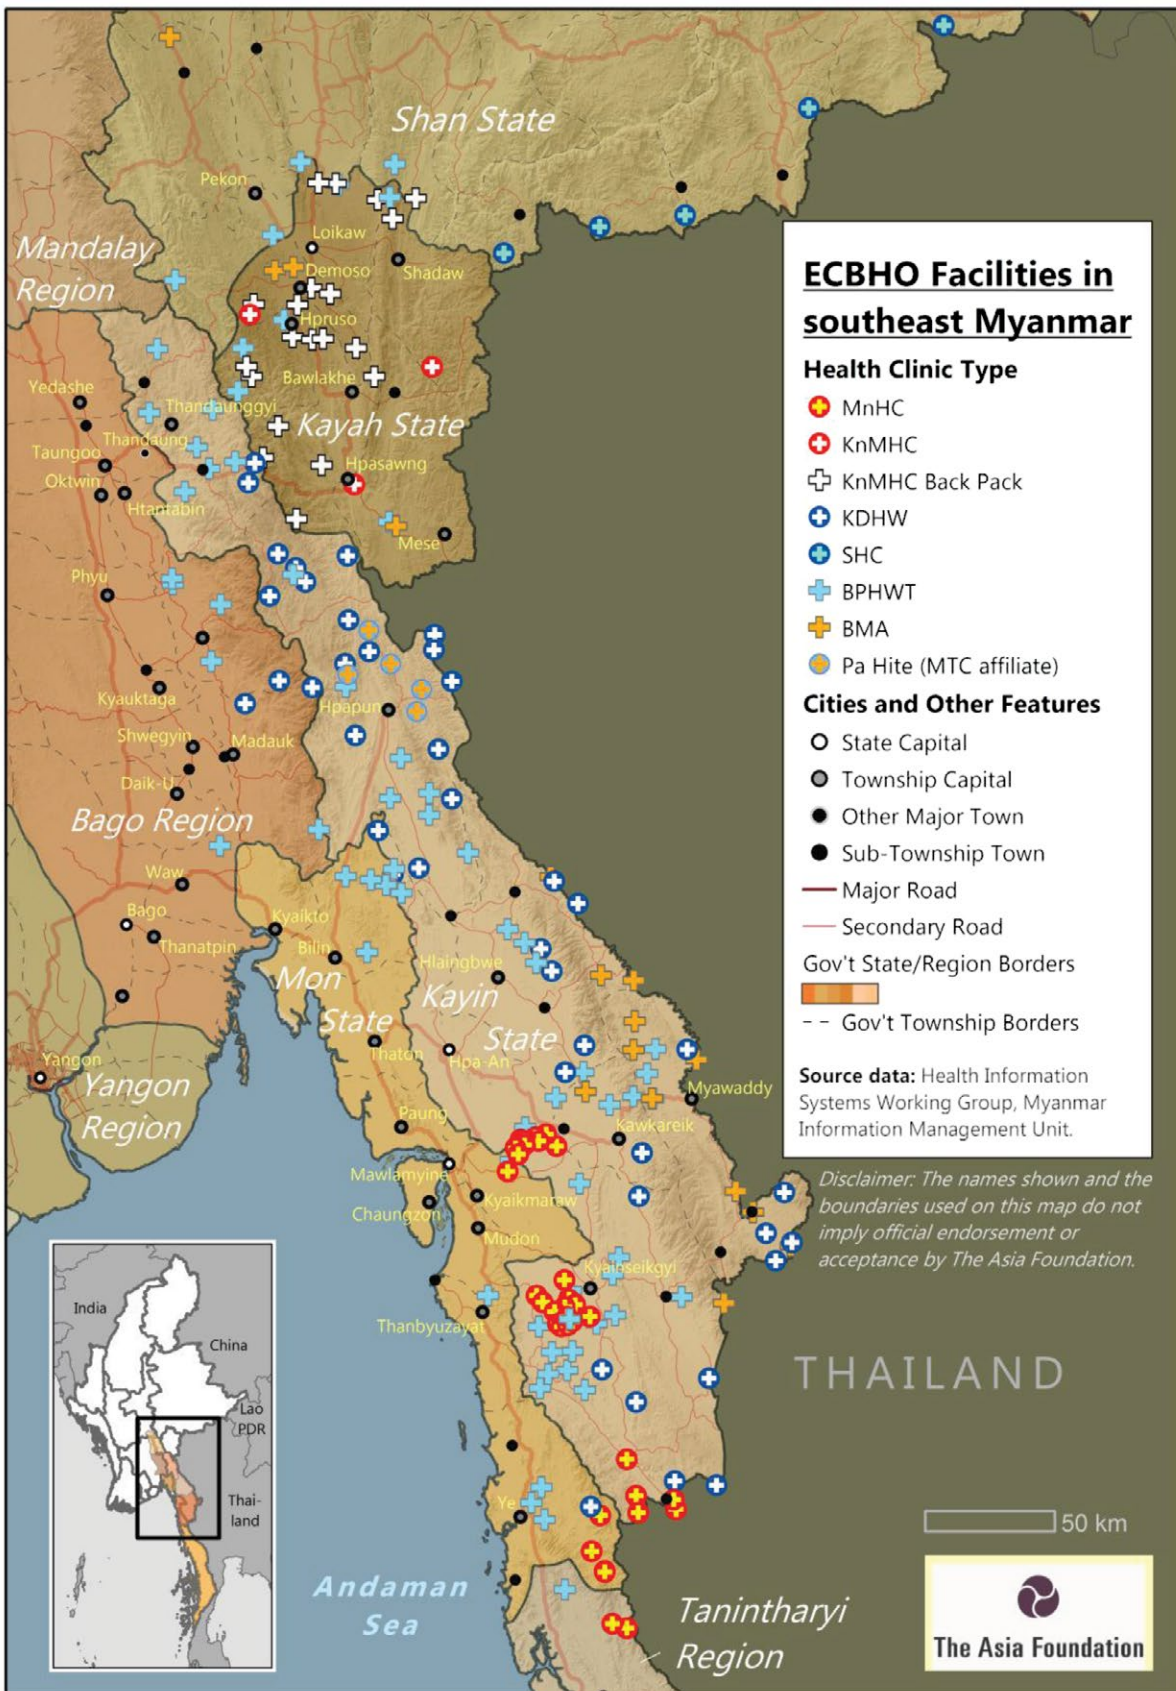 Shan State
Pekon
Mandalay
Region
Loikaw
Demoso
Shadaw
Hpruso
Yedashe
Bawlakhe
Thandaunggyi
Kayah State
Thandaung
Taungoo
Hpasawng
Oktwin
Htantabin
Mese
Phyu
Kyauktaga
Hpapun
Shwegyin
Madauk
Daik-U
Bago Region
Waw
Bago
Kyaikto
Thanatpin
Bilin
Mon
State
Hlaingbwe
Kayin
State
Thaton
Hpa-An
Yangon
Yangon
Region
Myawaddy
Paung
Kawkareik
Mawlamyine
Kyaikmaraw
Chaungzon
Mudon
Kyainseikgyi
Thanbyuzayat
Ye
THAILAND
Andaman
Sea
Tanintharyi
Region
50 km
ECBHO Facilities in
southeast Myanmar
Health Clinic Type
MnHC
KnMHC
KnMHC Back Pack
KDHW
SHC
BPHWT
BMA
Pa Hite (MTC affiliate)
Cities and Other Features
State Capital
Township Capital
Other Major Town
Sub-Township Town
Major Road
Secondary Road
Gov't State/Region Borders
Gov't Township Borders
Source data: Health Information
Systems Working Group, Myanmar
Information Management Unit.
Disclaimer: The names shown and the
boundaries used on this map do not
imply official endorsement or
acceptance by The Asia Foundation.
India
China
Lao
PDR
Thai-
land
The Asia Foundation